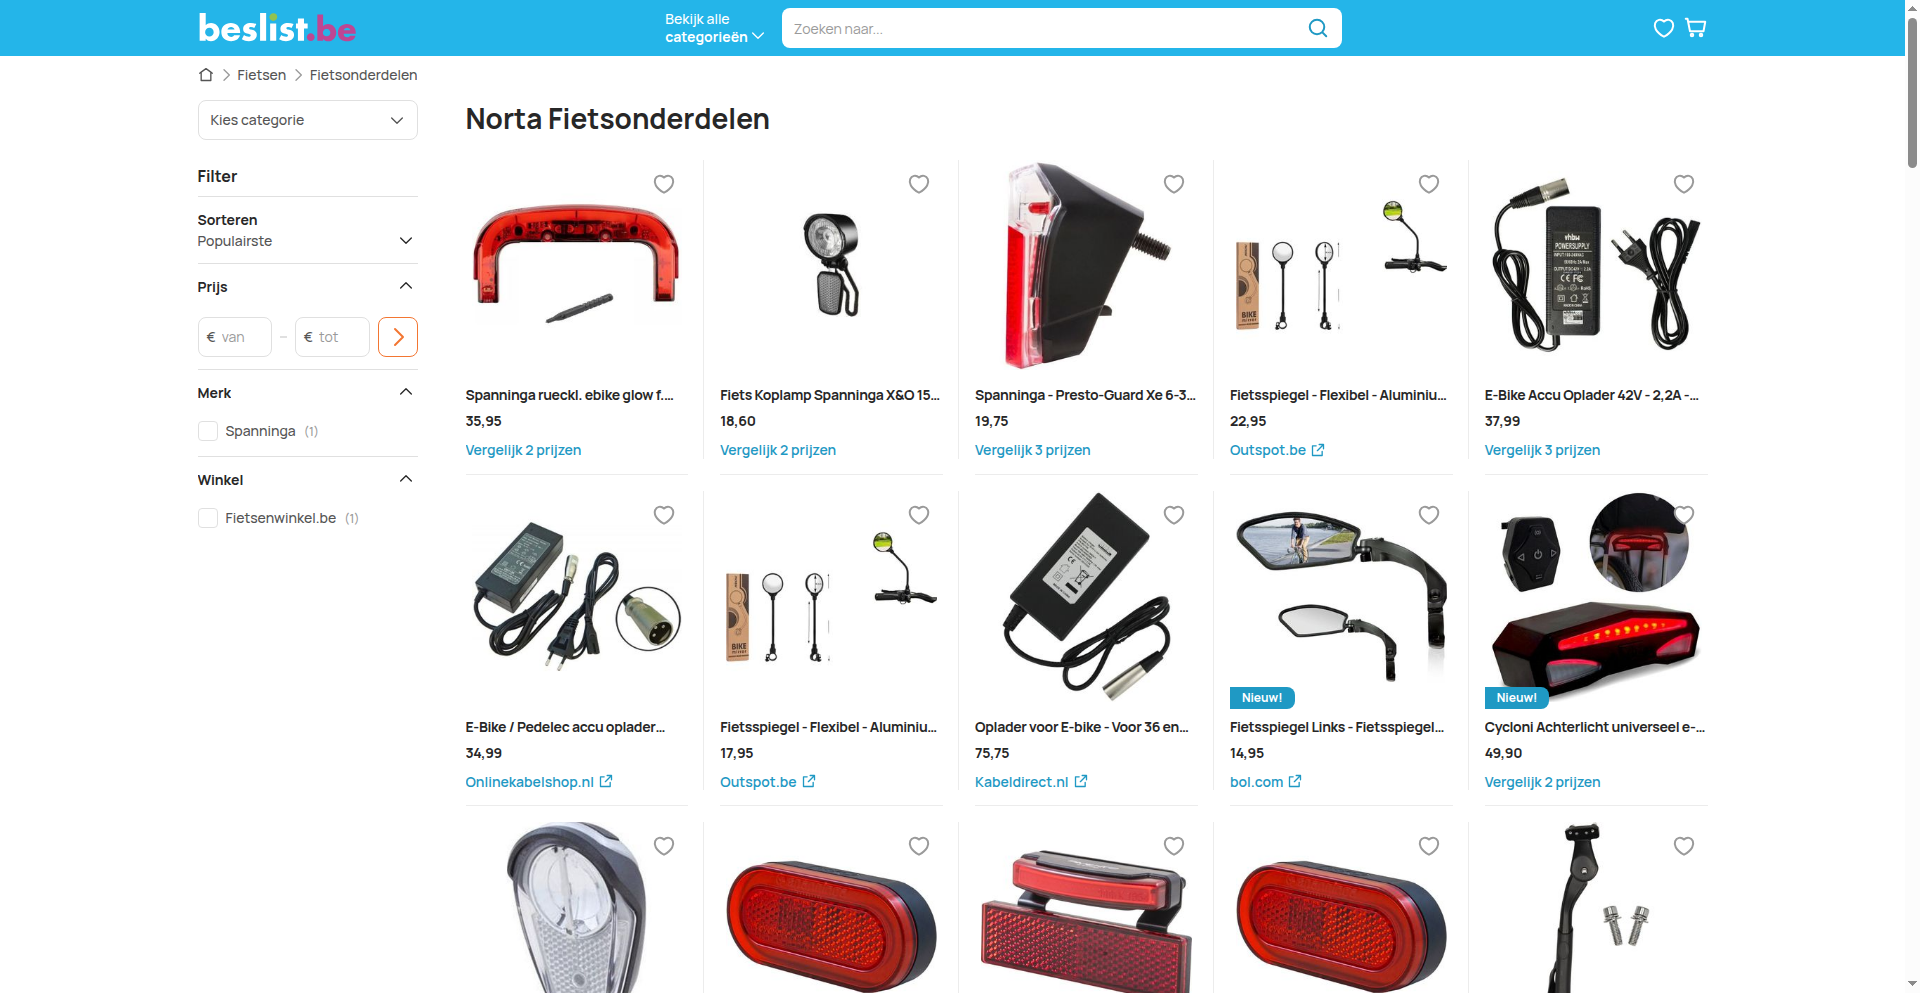 beslist.be
Bekijk alle
categorieën
Zoeken naar...
Fietsen
Fietsonderdelen
Kies categorie
Norta Fietsonderdelen
Filter
Sorteren
Populairste
Prijs
€ van
–
€ tot
Merk
Spanninga (1)
Winkel
Fietsenwinkel.be (1)
Spanninga rueckl. ebike glow f....
35,95
Vergelijk 2 prijzen
Fiets Koplamp Spanninga X&O 15...
18,60
Vergelijk 2 prijzen
Spanninga - Presto-Guard Xe 6-3...
19,75
Vergelijk 3 prijzen
BIKE
Fietsspiegel - Flexibel - Aluminiu...
22,95
Outspot.be
vhbw
POWERSUPPLY
E-Bike Accu Oplader 42V - 2,2A -...
37,99
Vergelijk 3 prijzen
E-Bike / Pedelec accu oplader...
34,99
Onlinekabelshop.nl
BIKE
Fietsspiegel - Flexibel - Aluminiu...
17,95
Outspot.be
Oplader voor E-bike - Voor 36 en...
75,75
Kabeldirect.nl
Nieuw!
Fietsspiegel Links - Fietsspiegel...
14,95
bol.com
Nieuw!
Cycloni Achterlicht universeel e-...
49,90
Vergelijk 2 prijzen